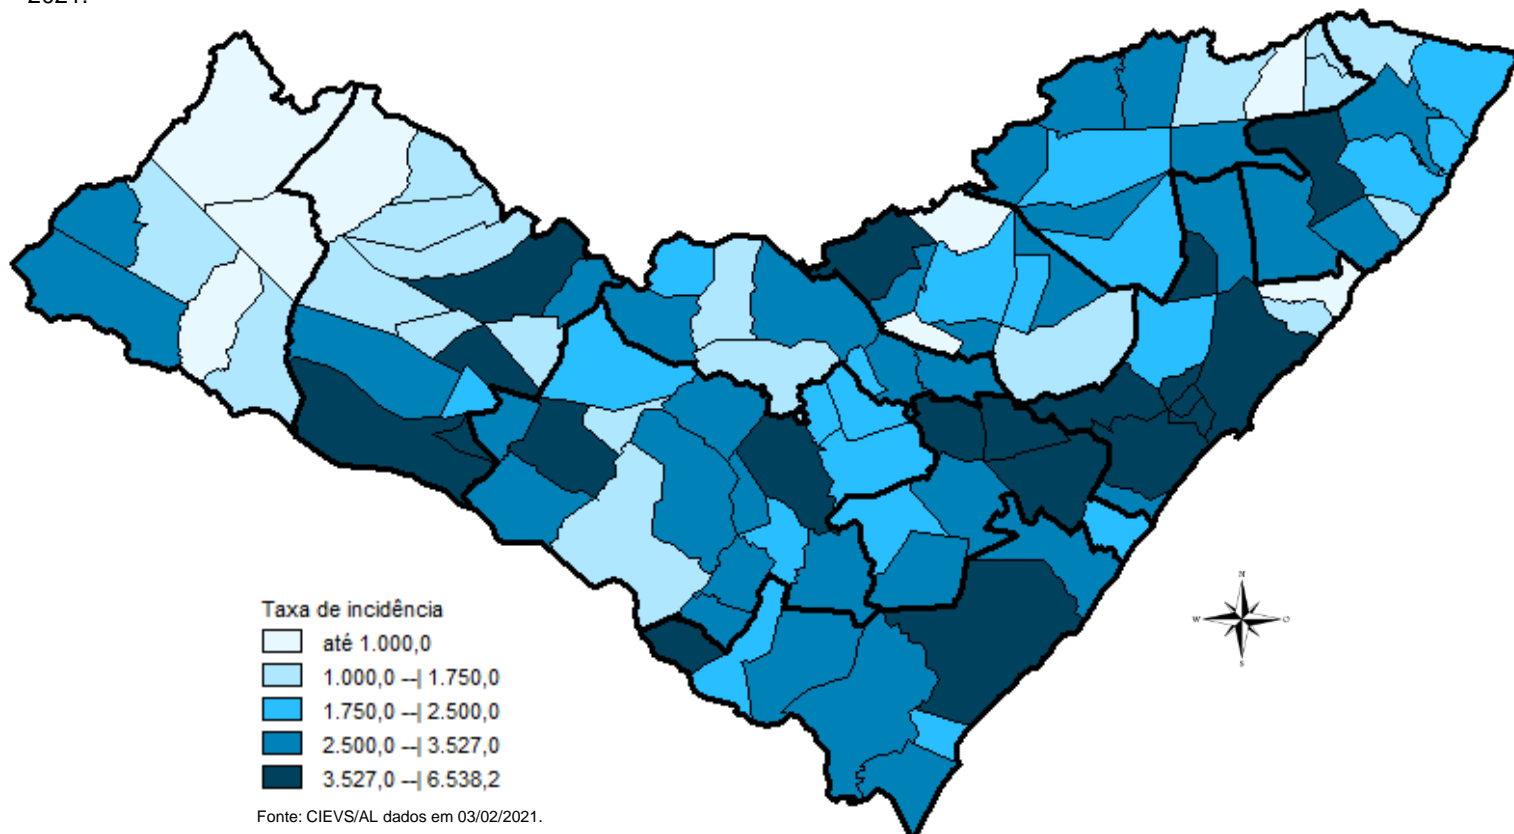 2021.
N
W
O
S
Taxa de incidência
até 1.000,0
1.000,0 --| 1.750,0
1.750,0 --| 2.500,0
2.500,0 --| 3.527,0
3.527,0 --| 6.538,2
Fonte: CIEVS/AL dados em 03/02/2021.